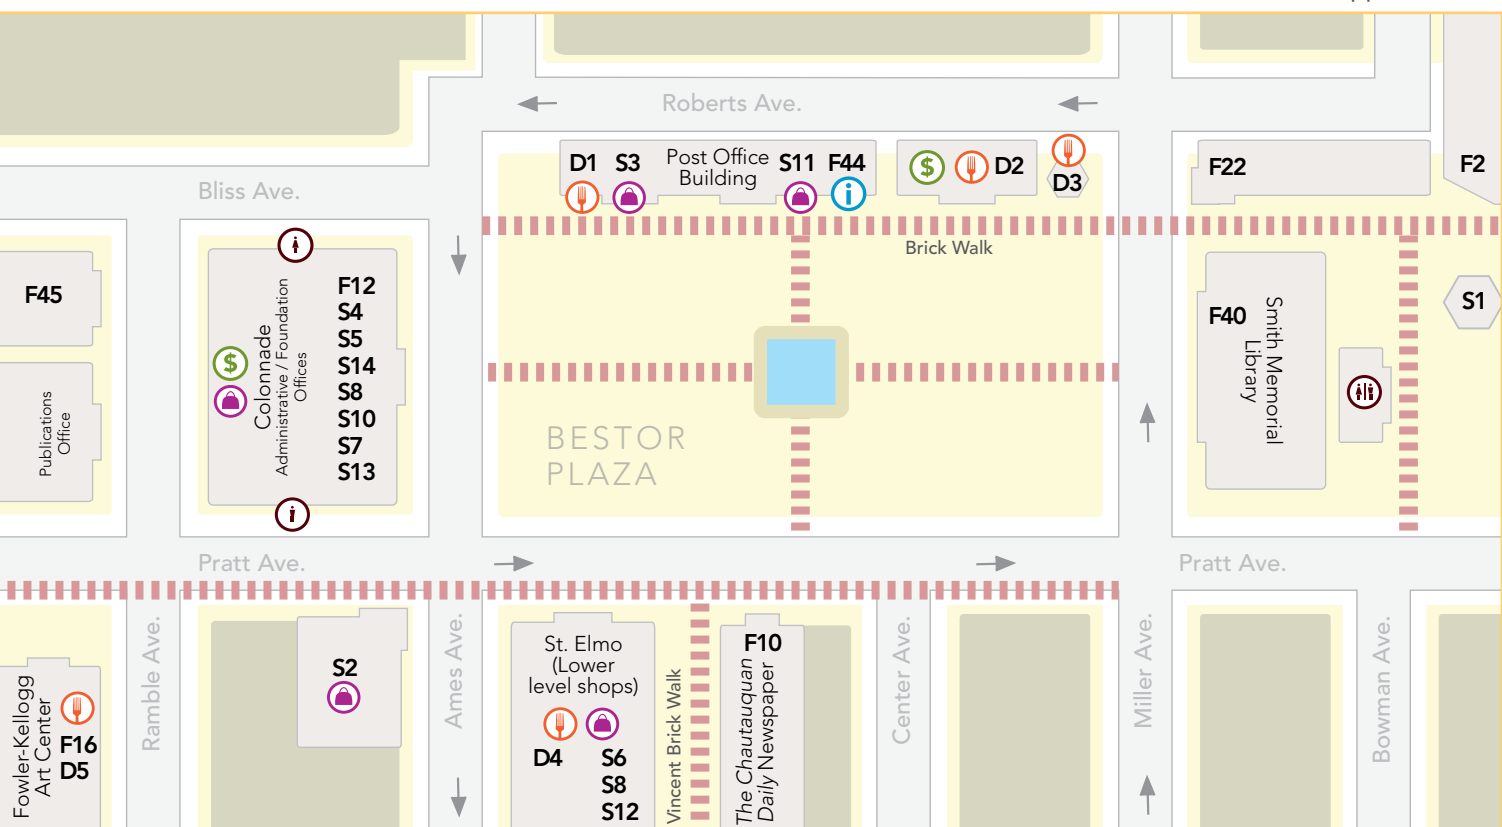 Roberts Ave.
D1
S3
Post Office
Building
S11
F44
$
D2
D3
F22
F2
Bliss Ave.
Brick Walk
F45
Publications
Office
$
Colonnade
Administrative / Foundation
Offices
F12
S4
S5
S14
S8
S10
S7
S13
BESTOR
PLAZA
F40
Smith Memorial
Library
S1
Pratt Ave.
Pratt Ave.
Fowler-Kellogg
Art Center
F16
D5
Ramble Ave.
S2
Ames Ave.
St. Elmo
(Lower
level shops)
D4
S6
S8
S12
Vincent Brick Walk
F10
The Chautauquan
Daily Newspaper
Center Ave.
Miller Ave.
Bowman Ave.